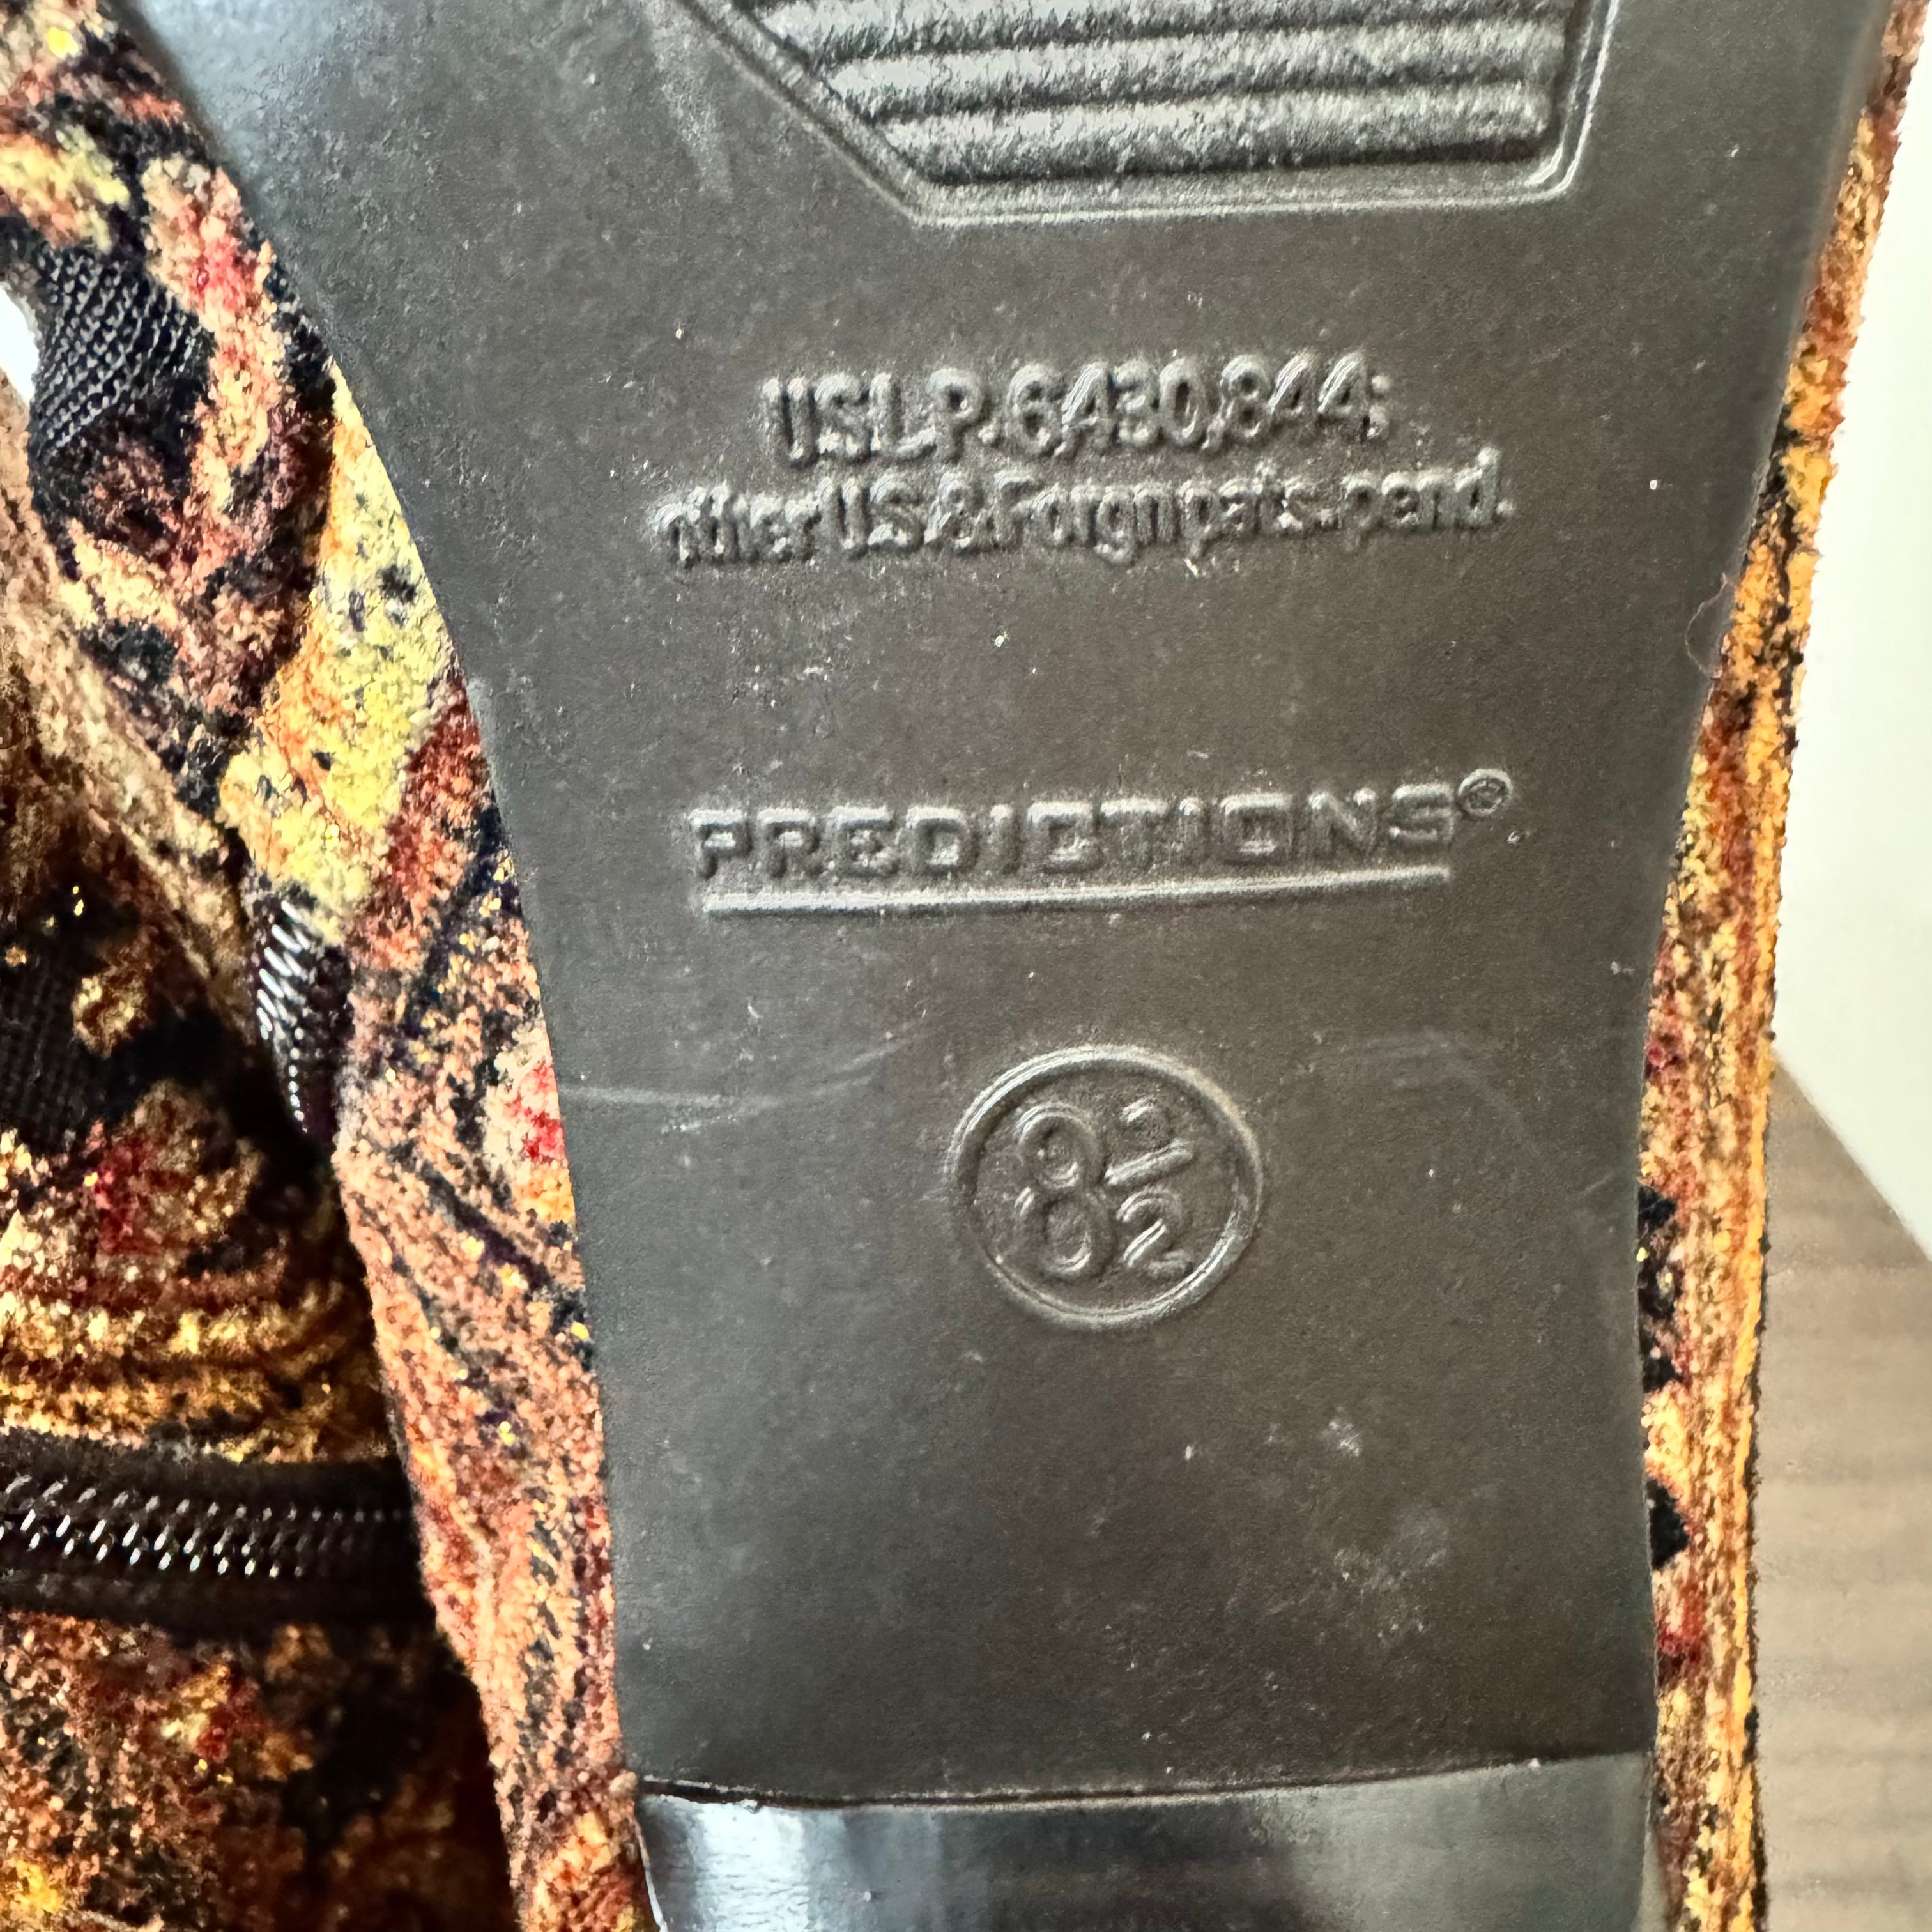 U.S.L.P. 6,430,844;
other U.S & Forgn pats. pend.
PREDICTIONS®
8 1/2